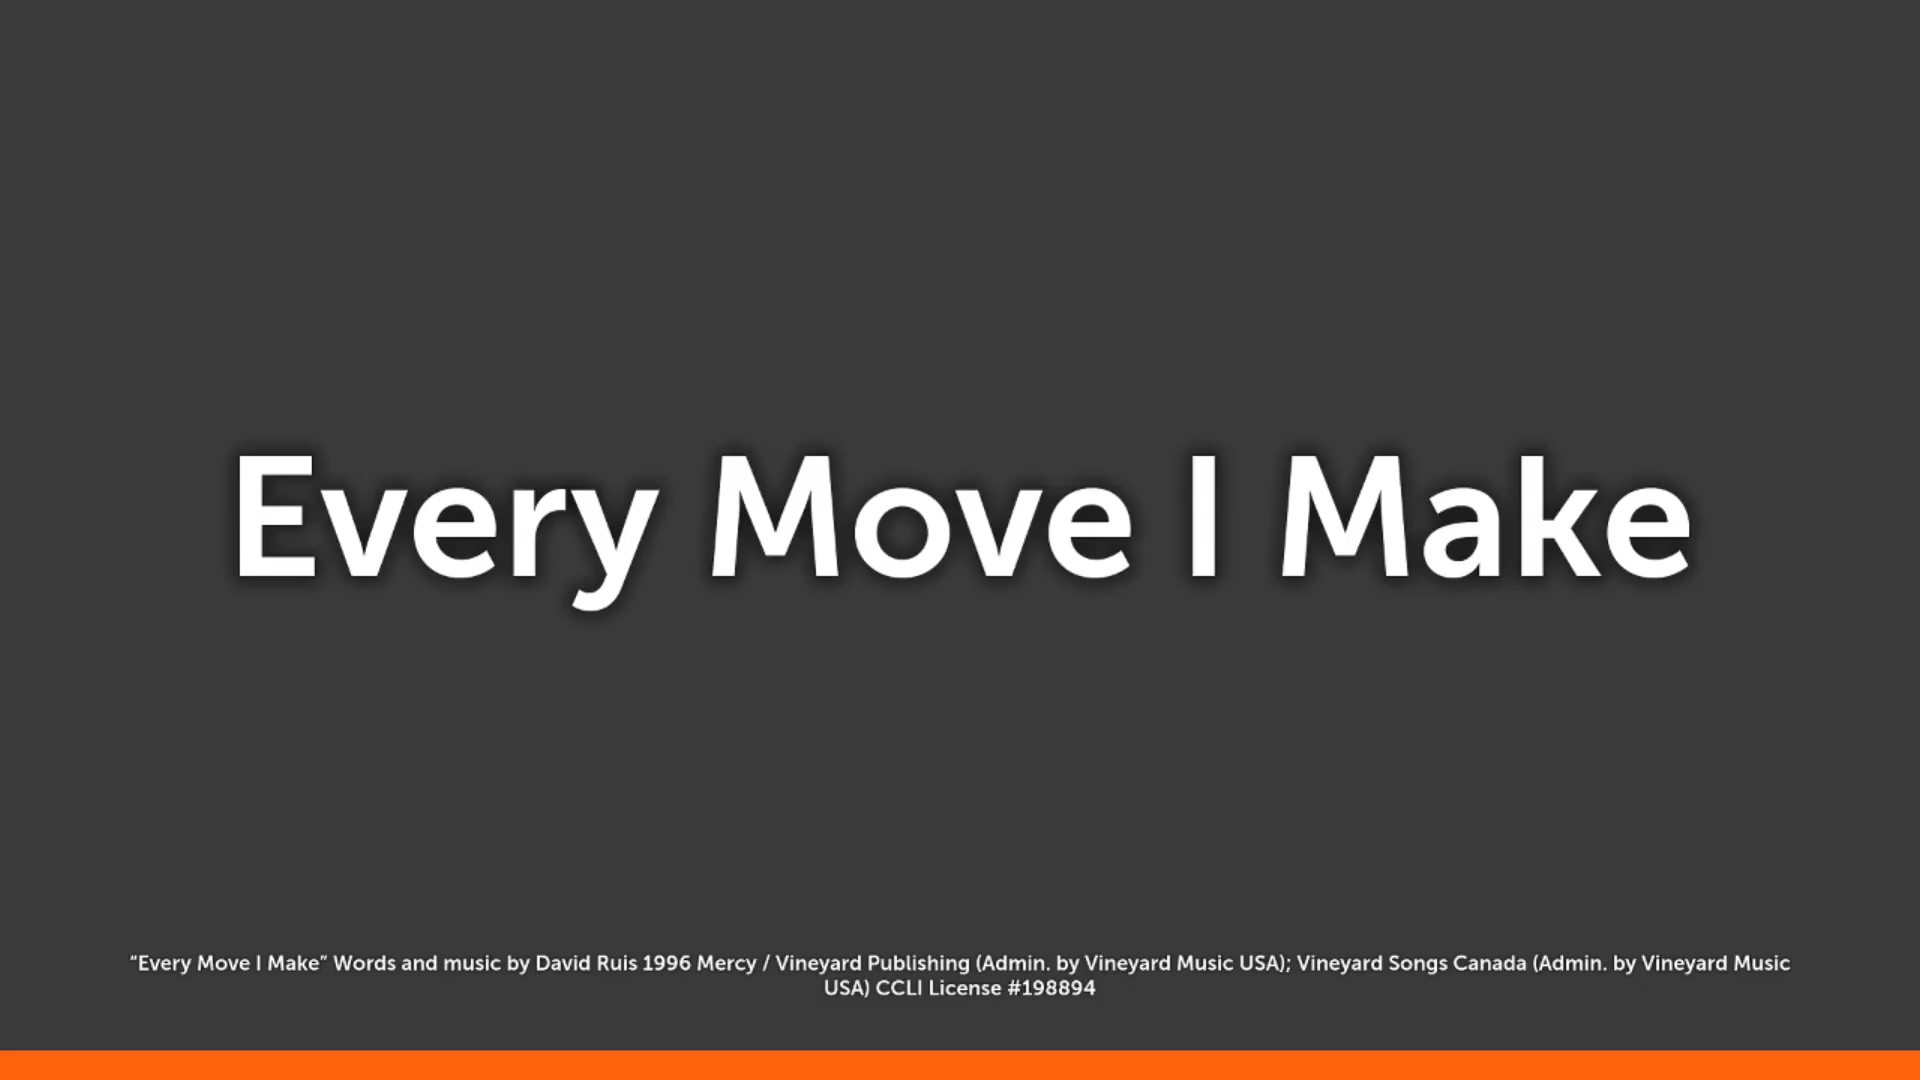 Every Move I Make
“Every Move I Make” Words and music by David Ruis 1996 Mercy / Vineyard Publishing (Admin. by Vineyard Music USA); Vineyard Songs Canada (Admin. by Vineyard Music
USA) CCLI License #198894